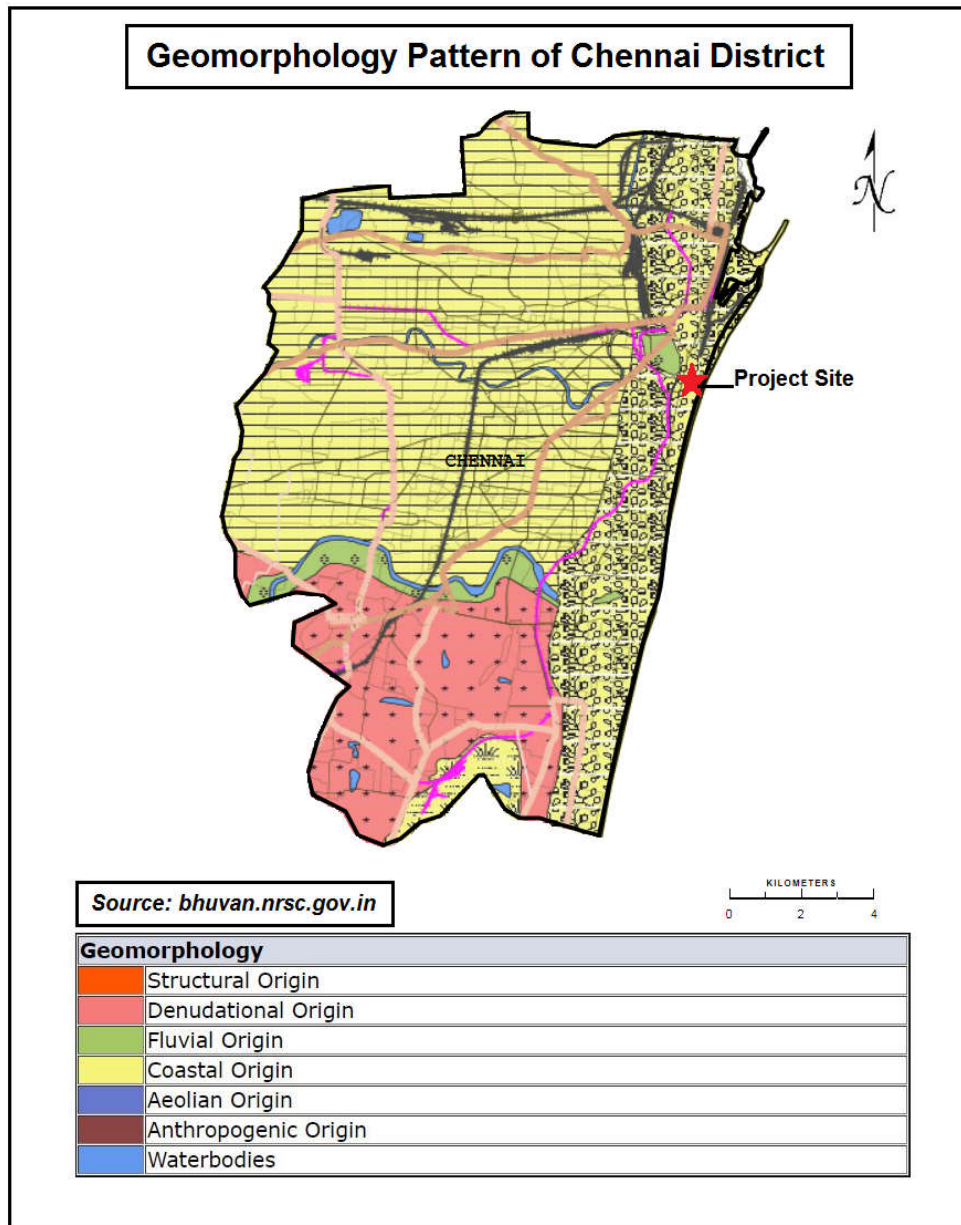 Geomorphology Pattern of Chennai District
N
Project Site
CHENNAI
Source: bhuvan.nrsc.gov.in
KILOMETERS
0 2 4
Geomorphology
Structural Origin
Denudational Origin
Fluvial Origin
Coastal Origin
Aeolian Origin
Anthropogenic Origin
Waterbodies